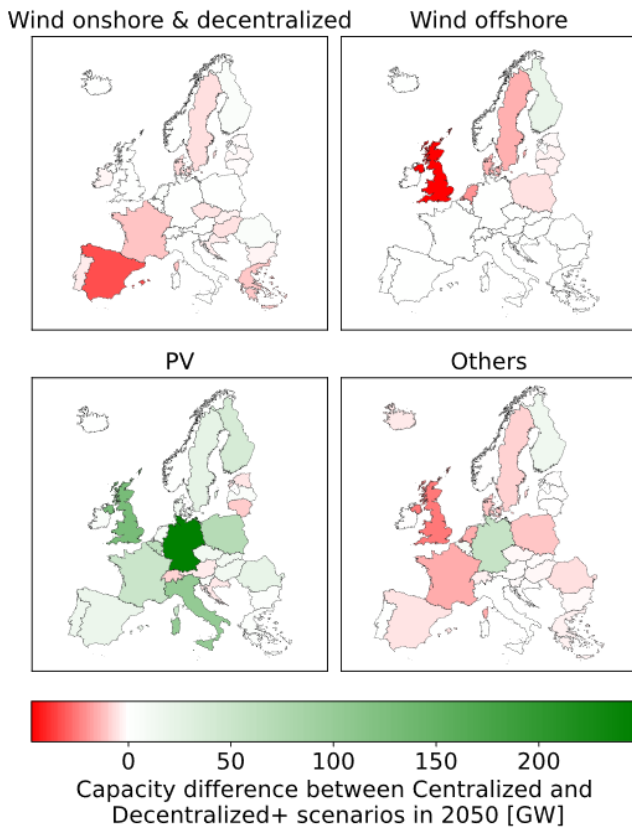 Wind onshore & decentralized
Wind offshore
PV
Others
0
50
100
150
200
Capacity difference between Centralized and
Decentralized+ scenarios in 2050 [GW]